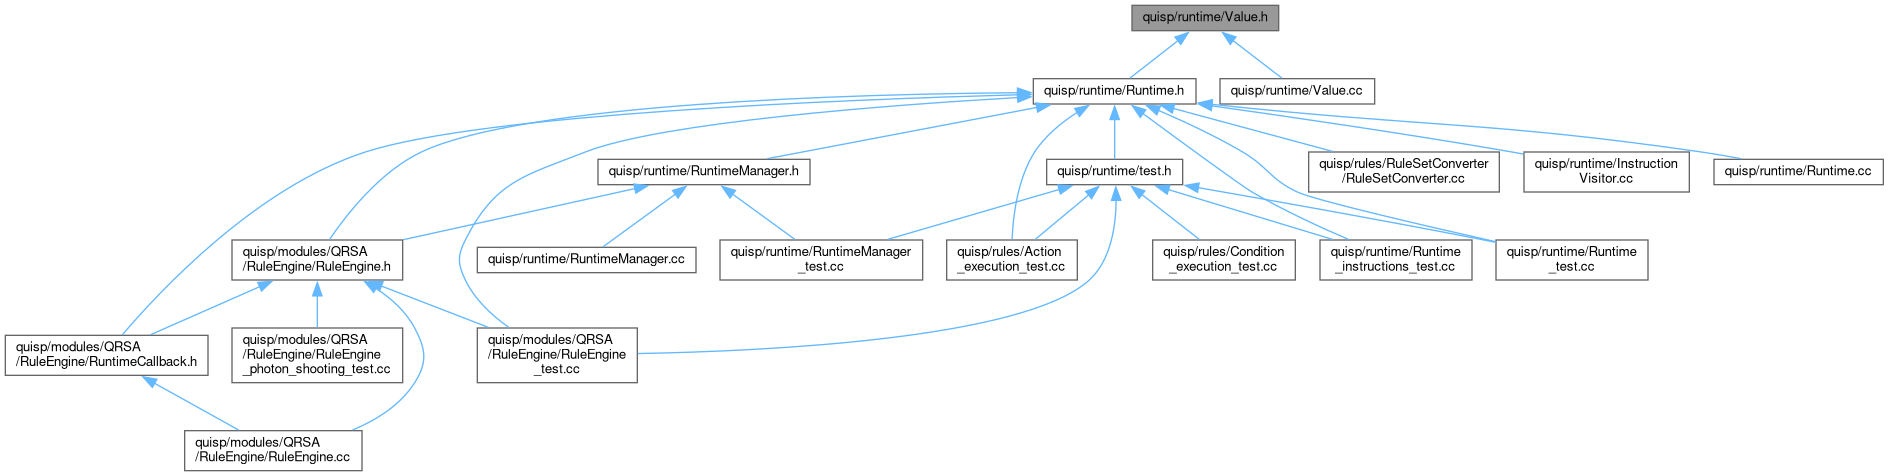 quisp/runtime/Value.h
quisp/runtime/Runtime.h
quisp/runtime/Value.cc
quisp/runtime/RuntimeManager.h
quisp/runtime/test.h
quisp/rules/RuleSetConverter
/RuleSetConverter.cc
quisp/runtime/Instruction
Visitor.cc
quisp/runtime/Runtime.cc
quisp/modules/QRSA
/RuleEngine/RuleEngine.h
quisp/runtime/RuntimeManager.cc
quisp/runtime/RuntimeManager
_test.cc
quisp/rules/Action
_execution_test.cc
quisp/rules/Condition
_execution_test.cc
quisp/runtime/Runtime
_instructions_test.cc
quisp/runtime/Runtime
_test.cc
quisp/modules/QRSA
/RuleEngine/RuntimeCallback.h
quisp/modules/QRSA
/RuleEngine/RuleEngine
_photon_shooting_test.cc
quisp/modules/QRSA
/RuleEngine/RuleEngine
_test.cc
quisp/modules/QRSA
/RuleEngine/RuleEngine.cc